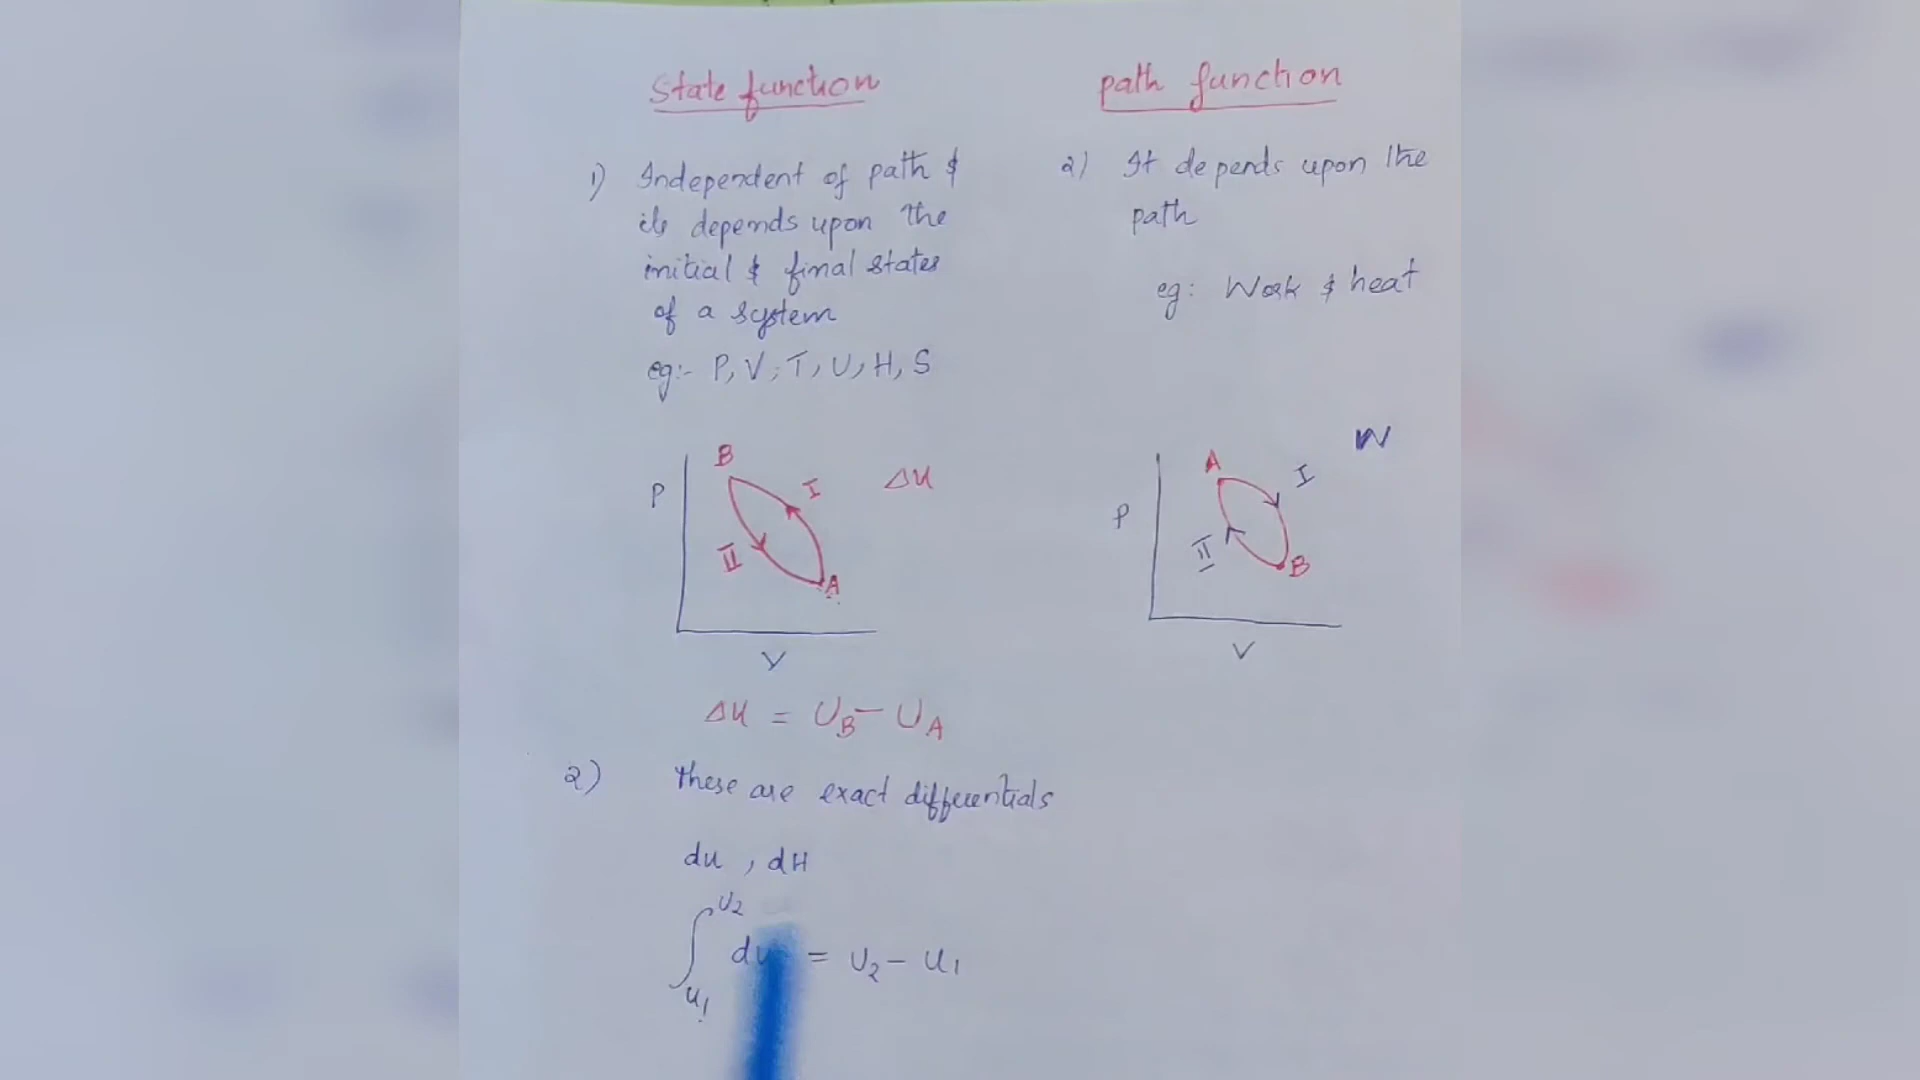 State function
1) Independent of path &
its depends upon the
initial & final states
of a system
eg:- P, V, T, U, H, S
B
P
I
ΔU
II
A
V
ΔU = UB - UA
2) These are exact differentials
dU , dH
∫U1^U2 dU = U2 - U1
path function
2) It depends upon the
path
eg: Work & heat
W
A
I
P
II
B
V